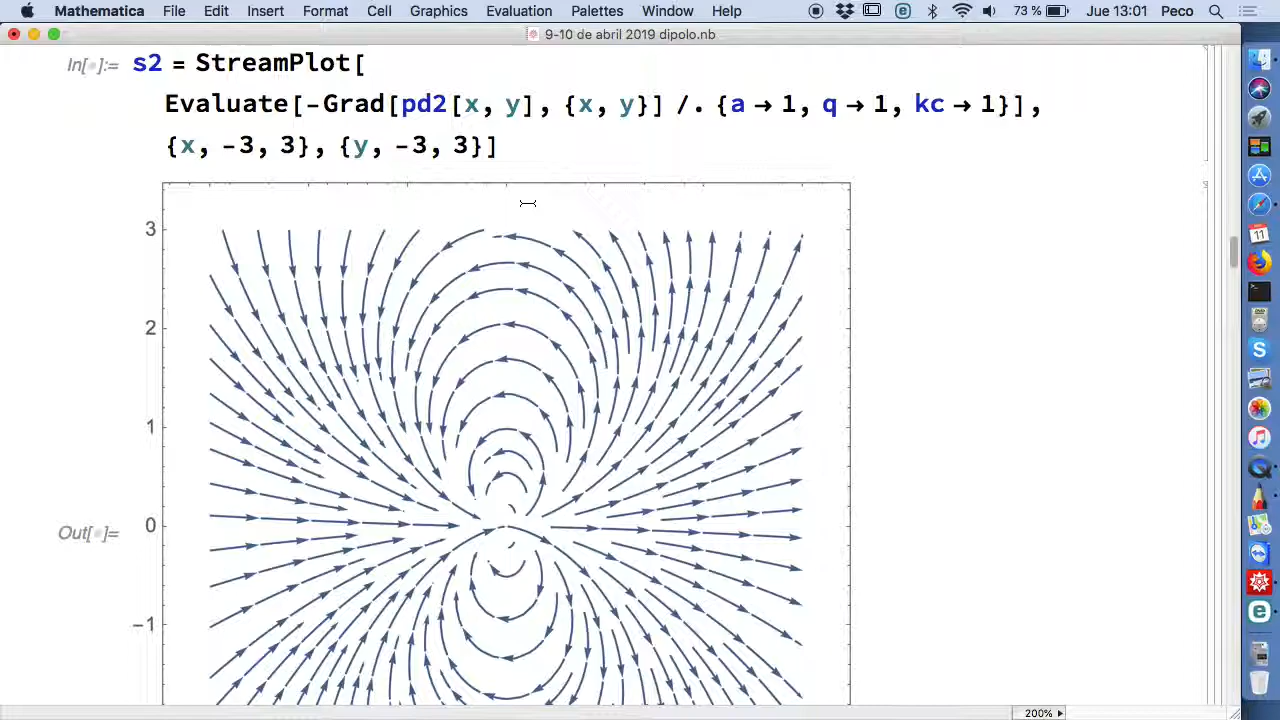 Mathematica File Edit Insert Format Cell Graphics Evaluation Palettes Window Help 73 % Jue 13:01 Peco
9-10 de abril 2019 dipolo.nb
In[ ]:= s2 = StreamPlot[
Evaluate[-Grad[pd2[x, y], {x, y}] /. {a → 1, q → 1, kc → 1}],
{x, -3, 3}, {y, -3, 3}]
3
2
1
Out[ ]= 0
-1
200%
11